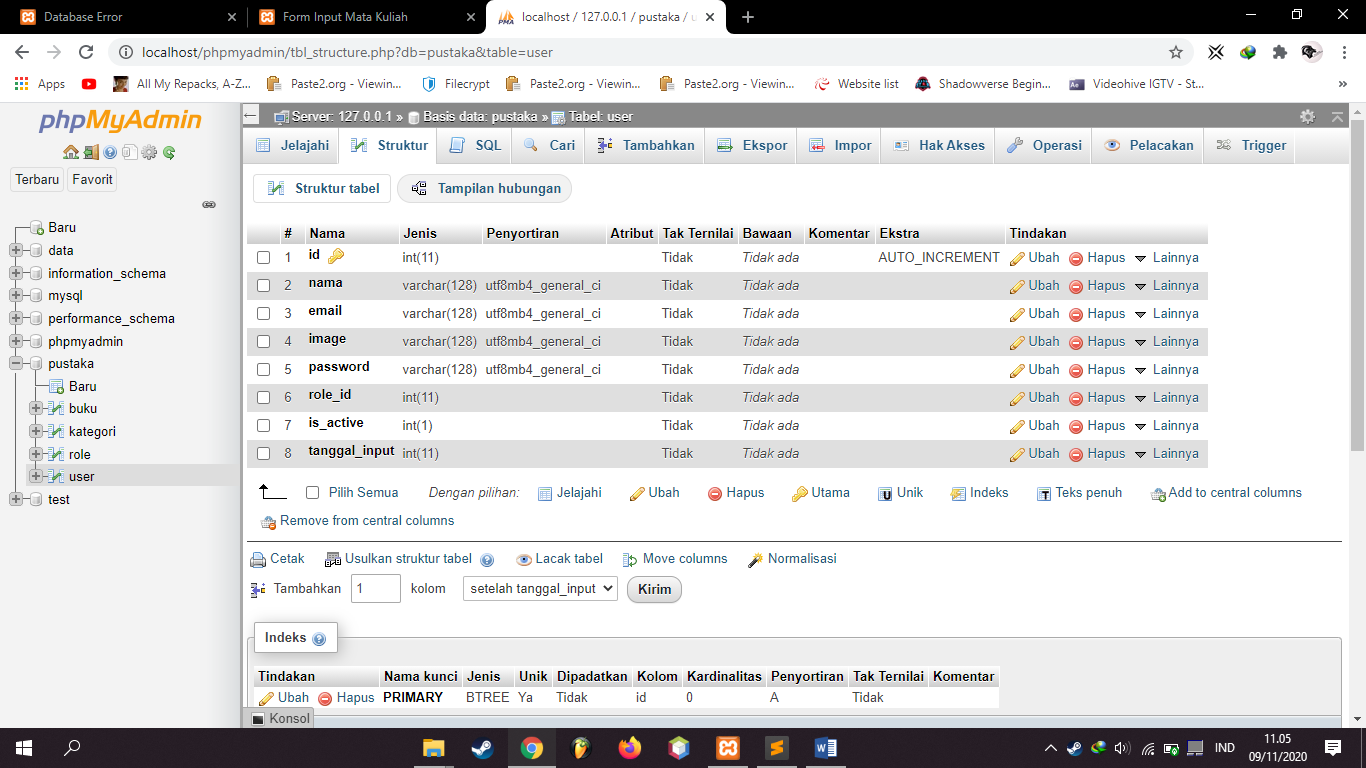 Database Error
Form Input Mata Kuliah
localhost / 127.0.0.1 / pustaka / u
localhost/phpmyadmin/tbl_structure.php?db=pustaka&table=user
Apps All My Repacks, A-Z... Paste2.org - Viewin... Filecrypt Paste2.org - Viewin... Paste2.org - Viewin... Website list Shadowverse Begin... Videohive IGTV - St... »
phpMyAdmin
Terbaru Favorit
Baru
data
information_schema
mysql
performance_schema
phpmyadmin
pustaka
Baru
buku
kategori
role
user
test
Server: 127.0.0.1 » Basis data: pustaka » Tabel: user
Jelajahi Struktur SQL Cari Tambahkan Ekspor Impor Hak Akses Operasi Pelacakan Trigger
Struktur tabel Tampilan hubungan
# Nama Jenis Penyortiran Atribut Tak Ternilai Bawaan Komentar Ekstra Tindakan
1 id int(11) Tidak Tidak ada AUTO_INCREMENT Ubah Hapus Lainnya
2 nama varchar(128) utf8mb4_general_ci Tidak Tidak ada Ubah Hapus Lainnya
3 email varchar(128) utf8mb4_general_ci Tidak Tidak ada Ubah Hapus Lainnya
4 image varchar(128) utf8mb4_general_ci Tidak Tidak ada Ubah Hapus Lainnya
5 password varchar(128) utf8mb4_general_ci Tidak Tidak ada Ubah Hapus Lainnya
6 role_id int(11) Tidak Tidak ada Ubah Hapus Lainnya
7 is_active int(1) Tidak Tidak ada Ubah Hapus Lainnya
8 tanggal_input int(11) Tidak Tidak ada Ubah Hapus Lainnya
Pilih Semua Dengan pilihan: Jelajahi Ubah Hapus Utama Unik Indeks Teks penuh Add to central columns
Remove from central columns
Cetak Usulkan struktur tabel Lacak tabel Move columns Normalisasi
Tambahkan 1 kolom setelah tanggal_input Kirim
Indeks
Tindakan Nama kunci Jenis Unik Dipadatkan Kolom Kardinalitas Penyortiran Tak Ternilai Komentar
Ubah Hapus PRIMARY BTREE Ya Tidak id 0 A Tidak
Konsol
IND
11.05
09/11/2020